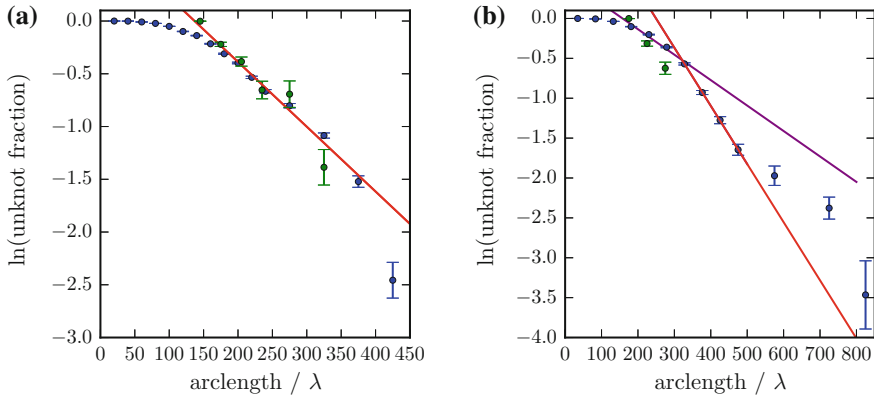 (a)
ln(unknot fraction)
0.0
−0.5
−1.0
−1.5
−2.0
−2.5
−3.0
0 50 100 150 200 250 300 350 400 450
arclength / λ
(b)
ln(unknot fraction)
0.0
−0.5
−1.0
−1.5
−2.0
−2.5
−3.0
−3.5
−4.0
0 100 200 300 400 500 600 700 800
arclength / λ